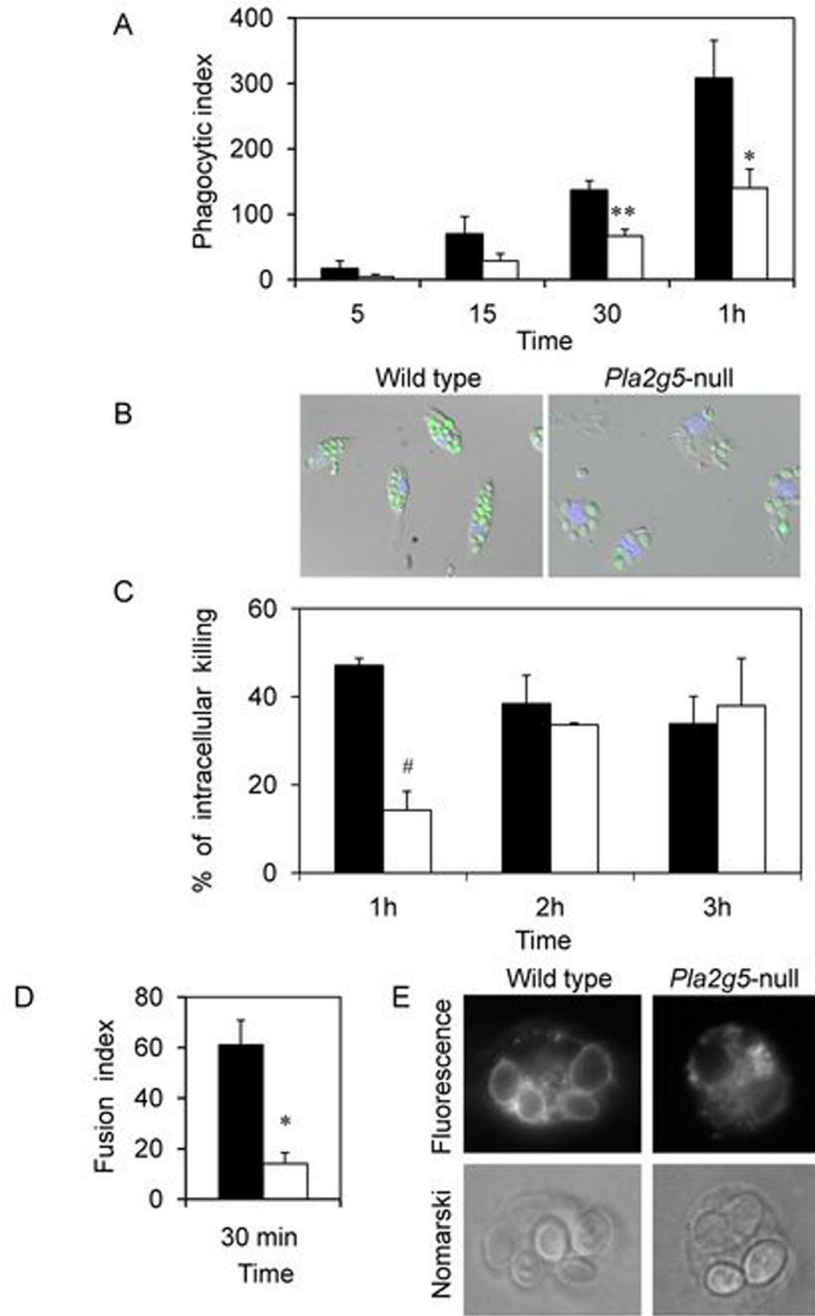 A
Phagocytic index
400
300
200
100
0
**
*
5 15 30 1h
Time
B
Wild type Pla2g5-null
C
% of intracellular killing
60
40
20
0
#
1h 2h 3h
Time
D
Fusion index
80
60
40
20
0
*
30 min
Time
E
Wild type Pla2g5-null
Fluorescence
Nomarski